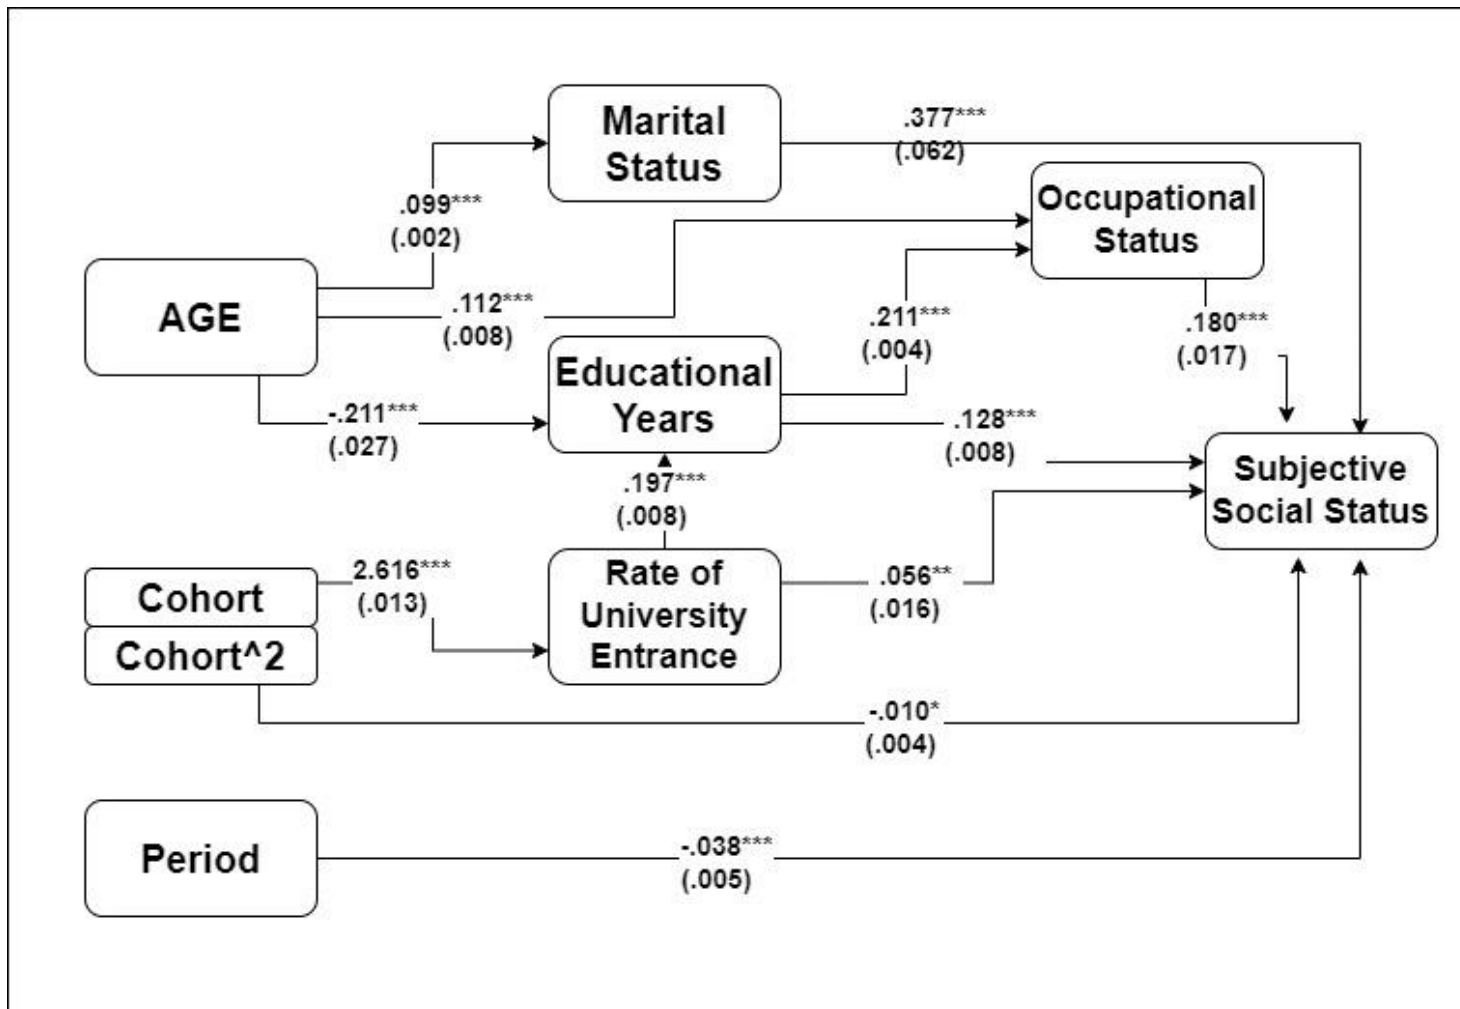 Marital
Status
.377***
(.062)
Occupational
Status
.099***
(.002)
AGE
.112***
(.008)
.211***
(.004)
.180***
(.017)
Educational
Years
-.211***
(.027)
.128***
(.008)
Subjective
Social Status
.197***
(.008)
Cohort
Cohort^2
2.616***
(.013)
Rate of
University
Entrance
.056**
(.016)
-.010*
(.004)
Period
-.038***
(.005)